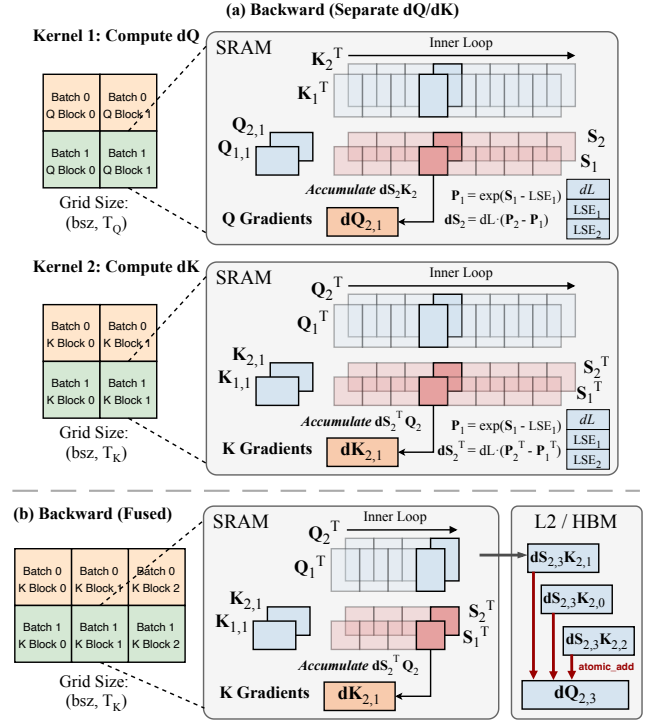 (a) Backward (Separate dQ/dK)
Kernel 1: Compute dQ
SRAM
Inner Loop
K₂ᵀ
K₁ᵀ
Batch 0
Q Block 0
Batch 0
Q Block 1
Batch 1
Q Block 0
Batch 1
Q Block 1
Q₂,₁
Q₁,₁
S₂
S₁
Accumulate dS₂K₂
P₁ = exp(S₁ - LSE₁)
dS₂ = dL·(P₂ - P₁)
dL
LSE₁
LSE₂
Grid Size:
(bsz, T_Q)
Q Gradients
dQ₂,₁
Kernel 2: Compute dK
SRAM
Inner Loop
Q₂ᵀ
Q₁ᵀ
Batch 0
K Block 0
Batch 0
K Block 1
Batch 1
K Block 0
Batch 1
K Block 1
K₂,₁
K₁,₁
S₂ᵀ
S₁ᵀ
Accumulate dS₂ᵀQ₂
P₁ = exp(S₁ - LSE₁)
dS₂ᵀ = dL·(P₂ᵀ - P₁ᵀ)
dL
LSE₁
LSE₂
Grid Size:
(bsz, T_K)
K Gradients
dK₂,₁
(b) Backward (Fused)
SRAM
Inner Loop
Q₂ᵀ
Q₁ᵀ
Batch 0
K Block 0
Batch 0
K Block 1
Batch 0
K Block 2
Batch 1
K Block 0
Batch 1
K Block 1
Batch 1
K Block 2
K₂,₁
K₁,₁
S₂ᵀ
S₁ᵀ
Accumulate dS₂ᵀQ₂
Grid Size:
(bsz, T_K)
K Gradients
dK₂,₁
L2 / HBM
dS₂,₃K₂,₁
dS₂,₃K₂,₀
dS₂,₃K₂,₂
atomic_add
dQ₂,₃